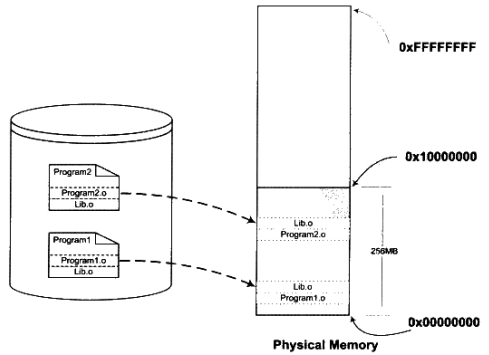 0xFFFFFFFF
0x10000000
Program2
Program2.o
Lib.o
Lib.o
Program2.o
256MB
Program1
Program1.o
Lib.o
Lib.o
Program1.o
0x00000000
Physical Memory